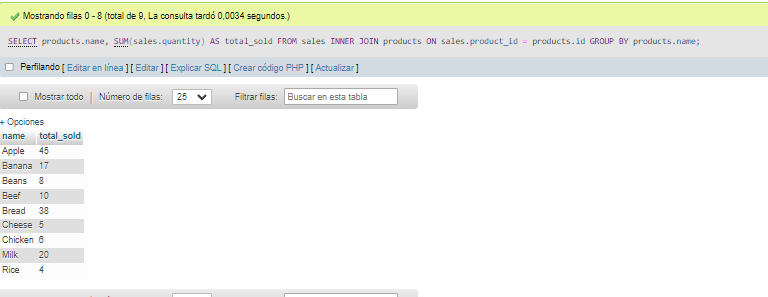 Mostrando filas 0 - 8 (total de 9, La consulta tardó 0,0034 segundos.)
SELECT products.name, SUM(sales.quantity) AS total_sold FROM sales INNER JOIN products ON sales.product_id = products.id GROUP BY products.name;
Perfilando [ Editar en línea ] [ Editar ] [ Explicar SQL ] [ Crear código PHP ] [ Actualizar ]
Mostrar todo | Número de filas: 25 Filtrar filas: Buscar en esta tabla
+ Opciones
name total_sold
Apple 45
Banana 17
Beans 8
Beef 10
Bread 38
Cheese 5
Chicken 6
Milk 20
Rice 4